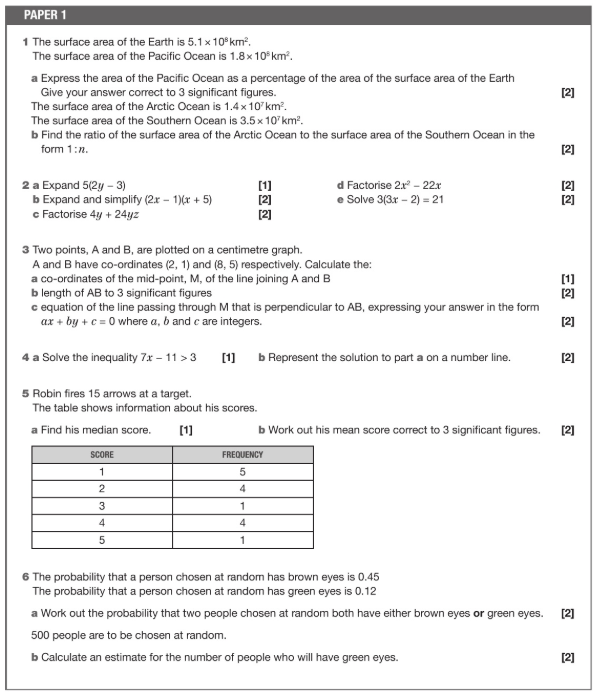 PAPER 1
1 The surface area of the Earth is 5.1 × 10⁸ km².
The surface area of the Pacific Ocean is 1.8 × 10⁸ km².
a Express the area of the Pacific Ocean as a percentage of the area of the surface area of the Earth
Give your answer correct to 3 significant figures. [2]
The surface area of the Arctic Ocean is 1.4 × 10⁷ km².
The surface area of the Southern Ocean is 3.5 × 10⁷ km².
b Find the ratio of the surface area of the Arctic Ocean to the surface area of the Southern Ocean in the
form 1 : n. [2]
2 a Expand 5(2y − 3) [1] d Factorise 2x² − 22x [2]
b Expand and simplify (2x − 1)(x + 5) [2] e Solve 3(3x − 2) = 21 [2]
c Factorise 4y + 24yz [2]
3 Two points, A and B, are plotted on a centimetre graph.
A and B have co-ordinates (2, 1) and (8, 5) respectively. Calculate the:
a co-ordinates of the mid-point, M, of the line joining A and B [1]
b length of AB to 3 significant figures [2]
c equation of the line passing through M that is perpendicular to AB, expressing your answer in the form
ax + by + c = 0 where a, b and c are integers. [2]
4 a Solve the inequality 7x − 11 > 3 [1] b Represent the solution to part a on a number line. [2]
5 Robin fires 15 arrows at a target.
The table shows information about his scores.
a Find his median score. [1] b Work out his mean score correct to 3 significant figures. [2]
SCORE FREQUENCY
1 5
2 4
3 1
4 4
5 1
6 The probability that a person chosen at random has brown eyes is 0.45
The probability that a person chosen at random has green eyes is 0.12
a Work out the probability that two people chosen at random both have either brown eyes or green eyes. [2]
500 people are to be chosen at random.
b Calculate an estimate for the number of people who will have green eyes. [2]